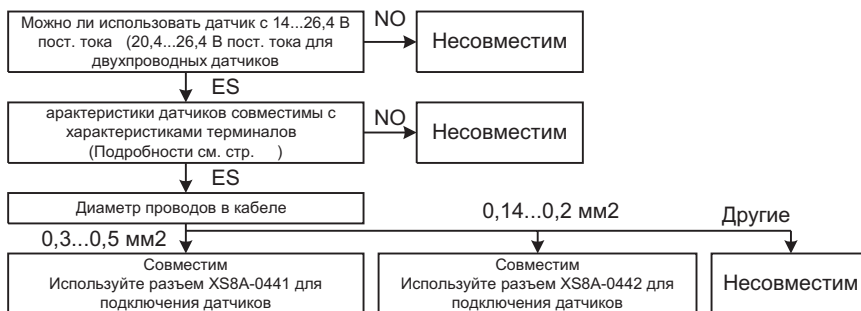 Можно ли использовать датчик с 14...26,4 В
пост. тока (20,4...26,4 В пост. тока для
двухпроводных датчиков
NO
Несовместим
ES
арактеристики датчиков совместимы с
характеристиками терминалов
(Подробности см. стр. )
NO
Несовместим
ES
Диаметр проводов в кабеле
0,3...0,5 мм2
0,14...0,2 мм2
Другие
Совместим
Используйте разъем XS8A-0441 для
подключения датчиков
Совместим
Используйте разъем XS8A-0442 для
подключения датчиков
Несовместим